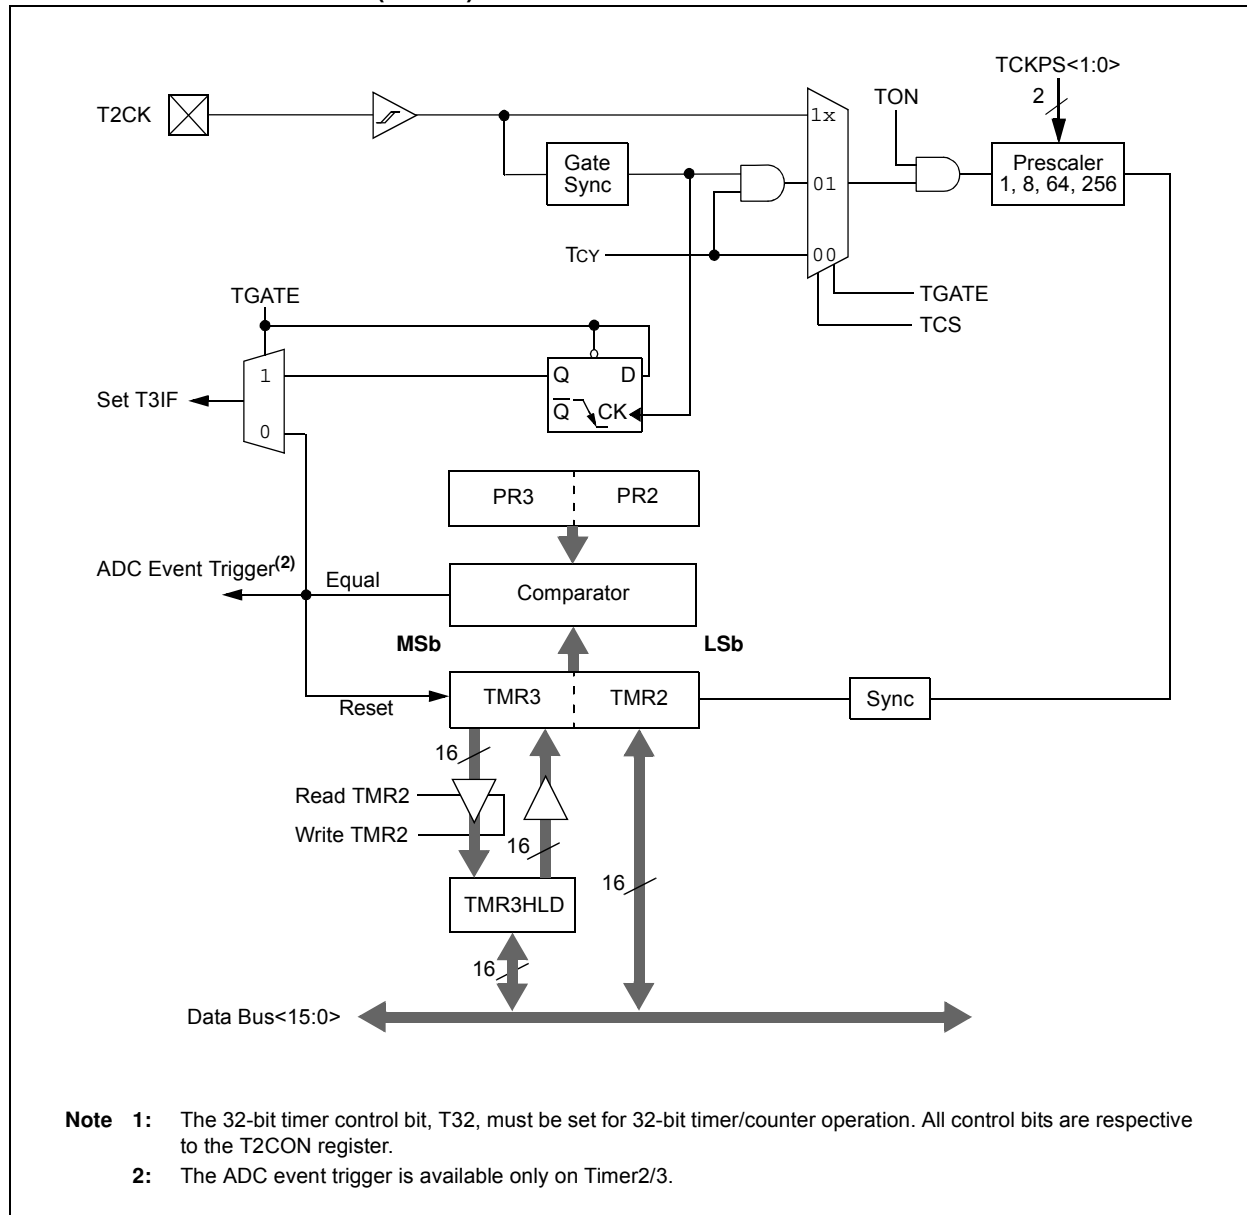 TCKPS<1:0>
T2CK
TON
2
1x
Gate
Sync
Prescaler
1, 8, 64, 256
01
TCY
00
TGATE
TGATE
TCS
1
Q D
Set T3IF
Q CK
0
PR3 PR2
ADC Event Trigger(2)
Equal
Comparator
MSb LSb
TMR3 TMR2
Sync
Reset
16
Read TMR2
Write TMR2
16
16
TMR3HLD
16
Data Bus<15:0>
Note 1: The 32-bit timer control bit, T32, must be set for 32-bit timer/counter operation. All control bits are respective
to the T2CON register.
2: The ADC event trigger is available only on Timer2/3.